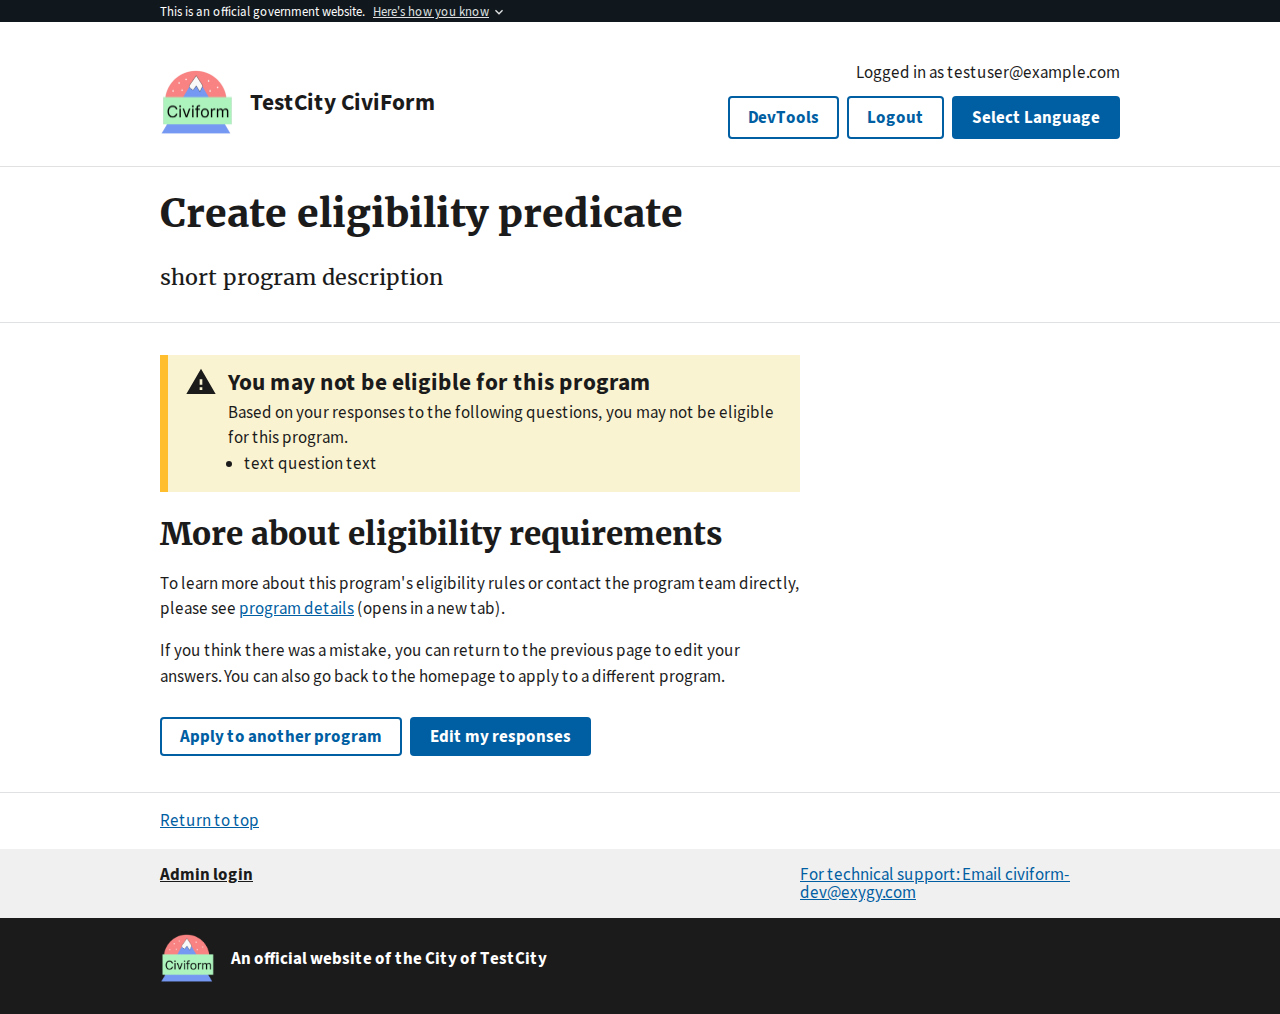 This is an official government website. Here's how you know
Logged in as testuser@example.com
Civiform
TestCity CiviForm
DevTools
Logout
Select Language
Create eligibility predicate
short program description
You may not be eligible for this program
Based on your responses to the following questions, you may not be eligible
for this program.
• text question text
More about eligibility requirements
To learn more about this program's eligibility rules or contact the program team directly,
please see program details (opens in a new tab).
If you think there was a mistake, you can return to the previous page to edit your
answers. You can also go back to the homepage to apply to a different program.
Apply to another program
Edit my responses
Return to top
Admin login
For technical support: Email civiform-
dev@exygy.com
Civiform
An official website of the City of TestCity